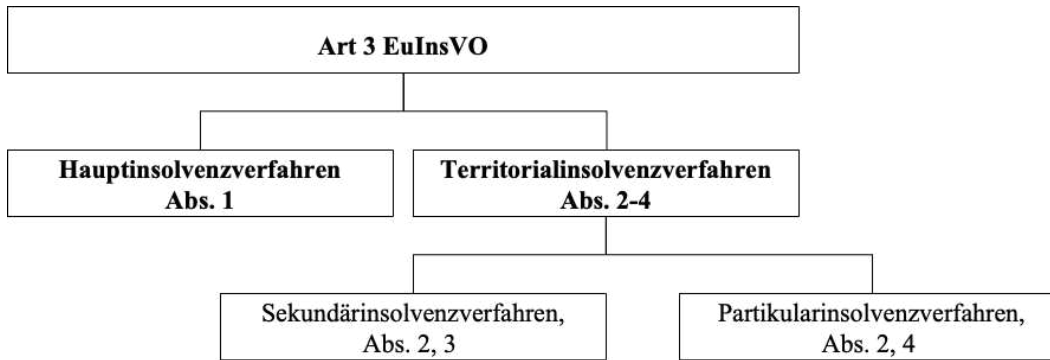 Art 3 EuInsVO
Hauptinsolvenzverfahren
Abs. 1
Territorialinsolvenzverfahren
Abs. 2-4
Sekundärinsolvenzverfahren,
Abs. 2, 3
Partikularinsolvenzverfahren,
Abs. 2, 4